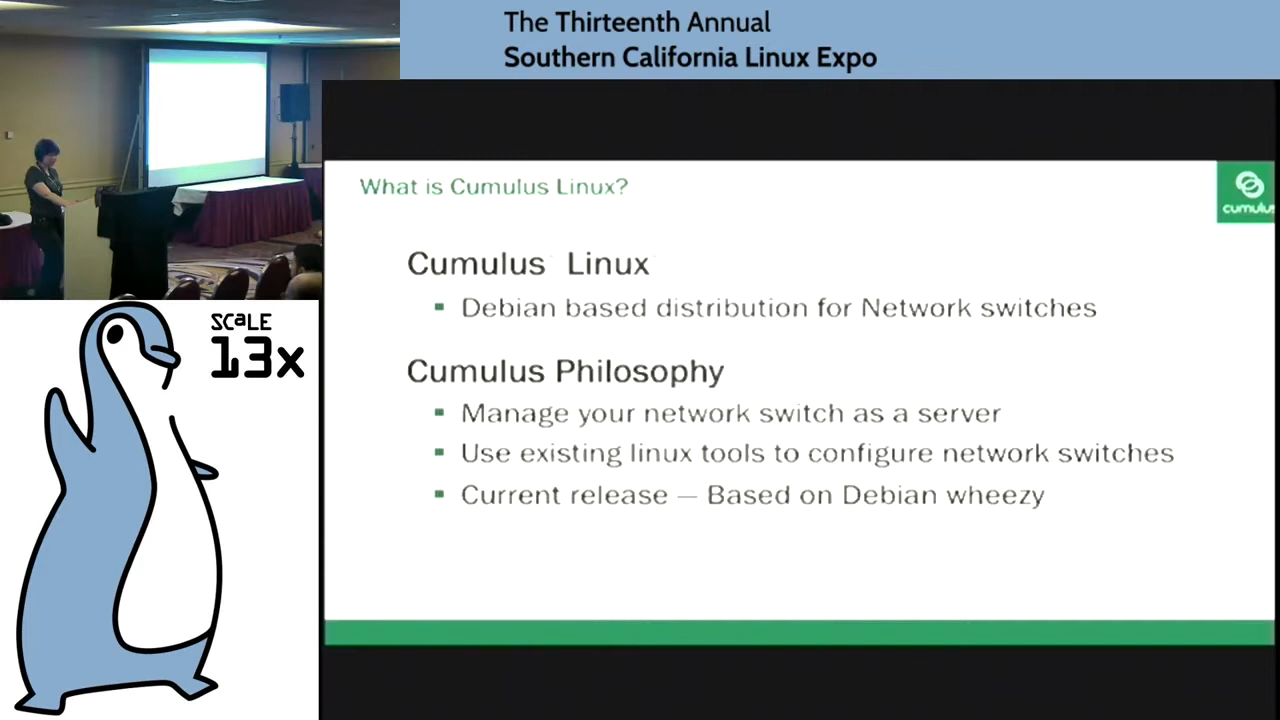 The Thirteenth Annual
Southern California Linux Expo
What is Cumulus Linux?
cumulus
Cumulus Linux
Debian based distribution for Network switches
Cumulus Philosophy
Manage your network switch as a server
Use existing linux tools to configure network switches
Current release — Based on Debian wheezy
SCaLE
13x